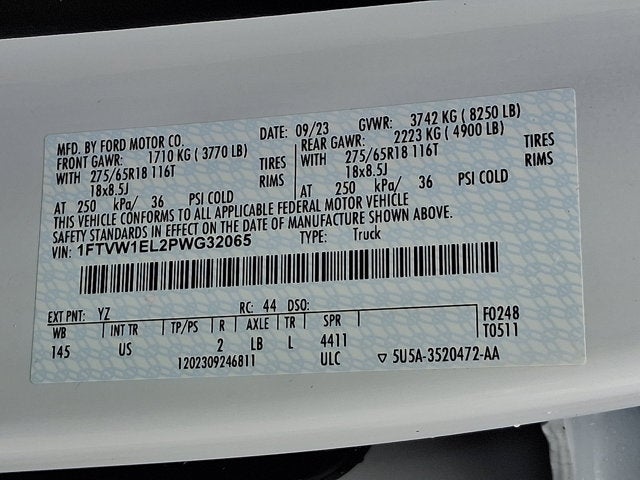 MFD. BY FORD MOTOR CO. DATE: 09/23 GVWR: 3742 KG ( 8250 LB)
FRONT GAWR: 1710 KG ( 3770 LB) REAR GAWR: 2223 KG ( 4900 LB)
WITH 275/65R18 116T TIRES WITH 275/65R18 116T TIRES
18x8.5J RIMS 18x8.5J RIMS
AT 250 kPa/ 36 PSI COLD AT 250 kPa/ 36 PSI COLD
THIS VEHICLE CONFORMS TO ALL APPLICABLE FEDERAL MOTOR VEHICLE
SAFETY STANDARDS IN EFFECT ON THE DATE OF MANUFACTURE SHOWN ABOVE.
VIN: 1FTVW1EL2PWG32065 TYPE: Truck
EXT PNT: YZ RC: 44 DSO:
WB INT TR TP/PS R AXLE TR SPR F0248
145 US 2 LB L 4411 T0511
1202309246811 ULC ▽ 5U5A-3520472-AA